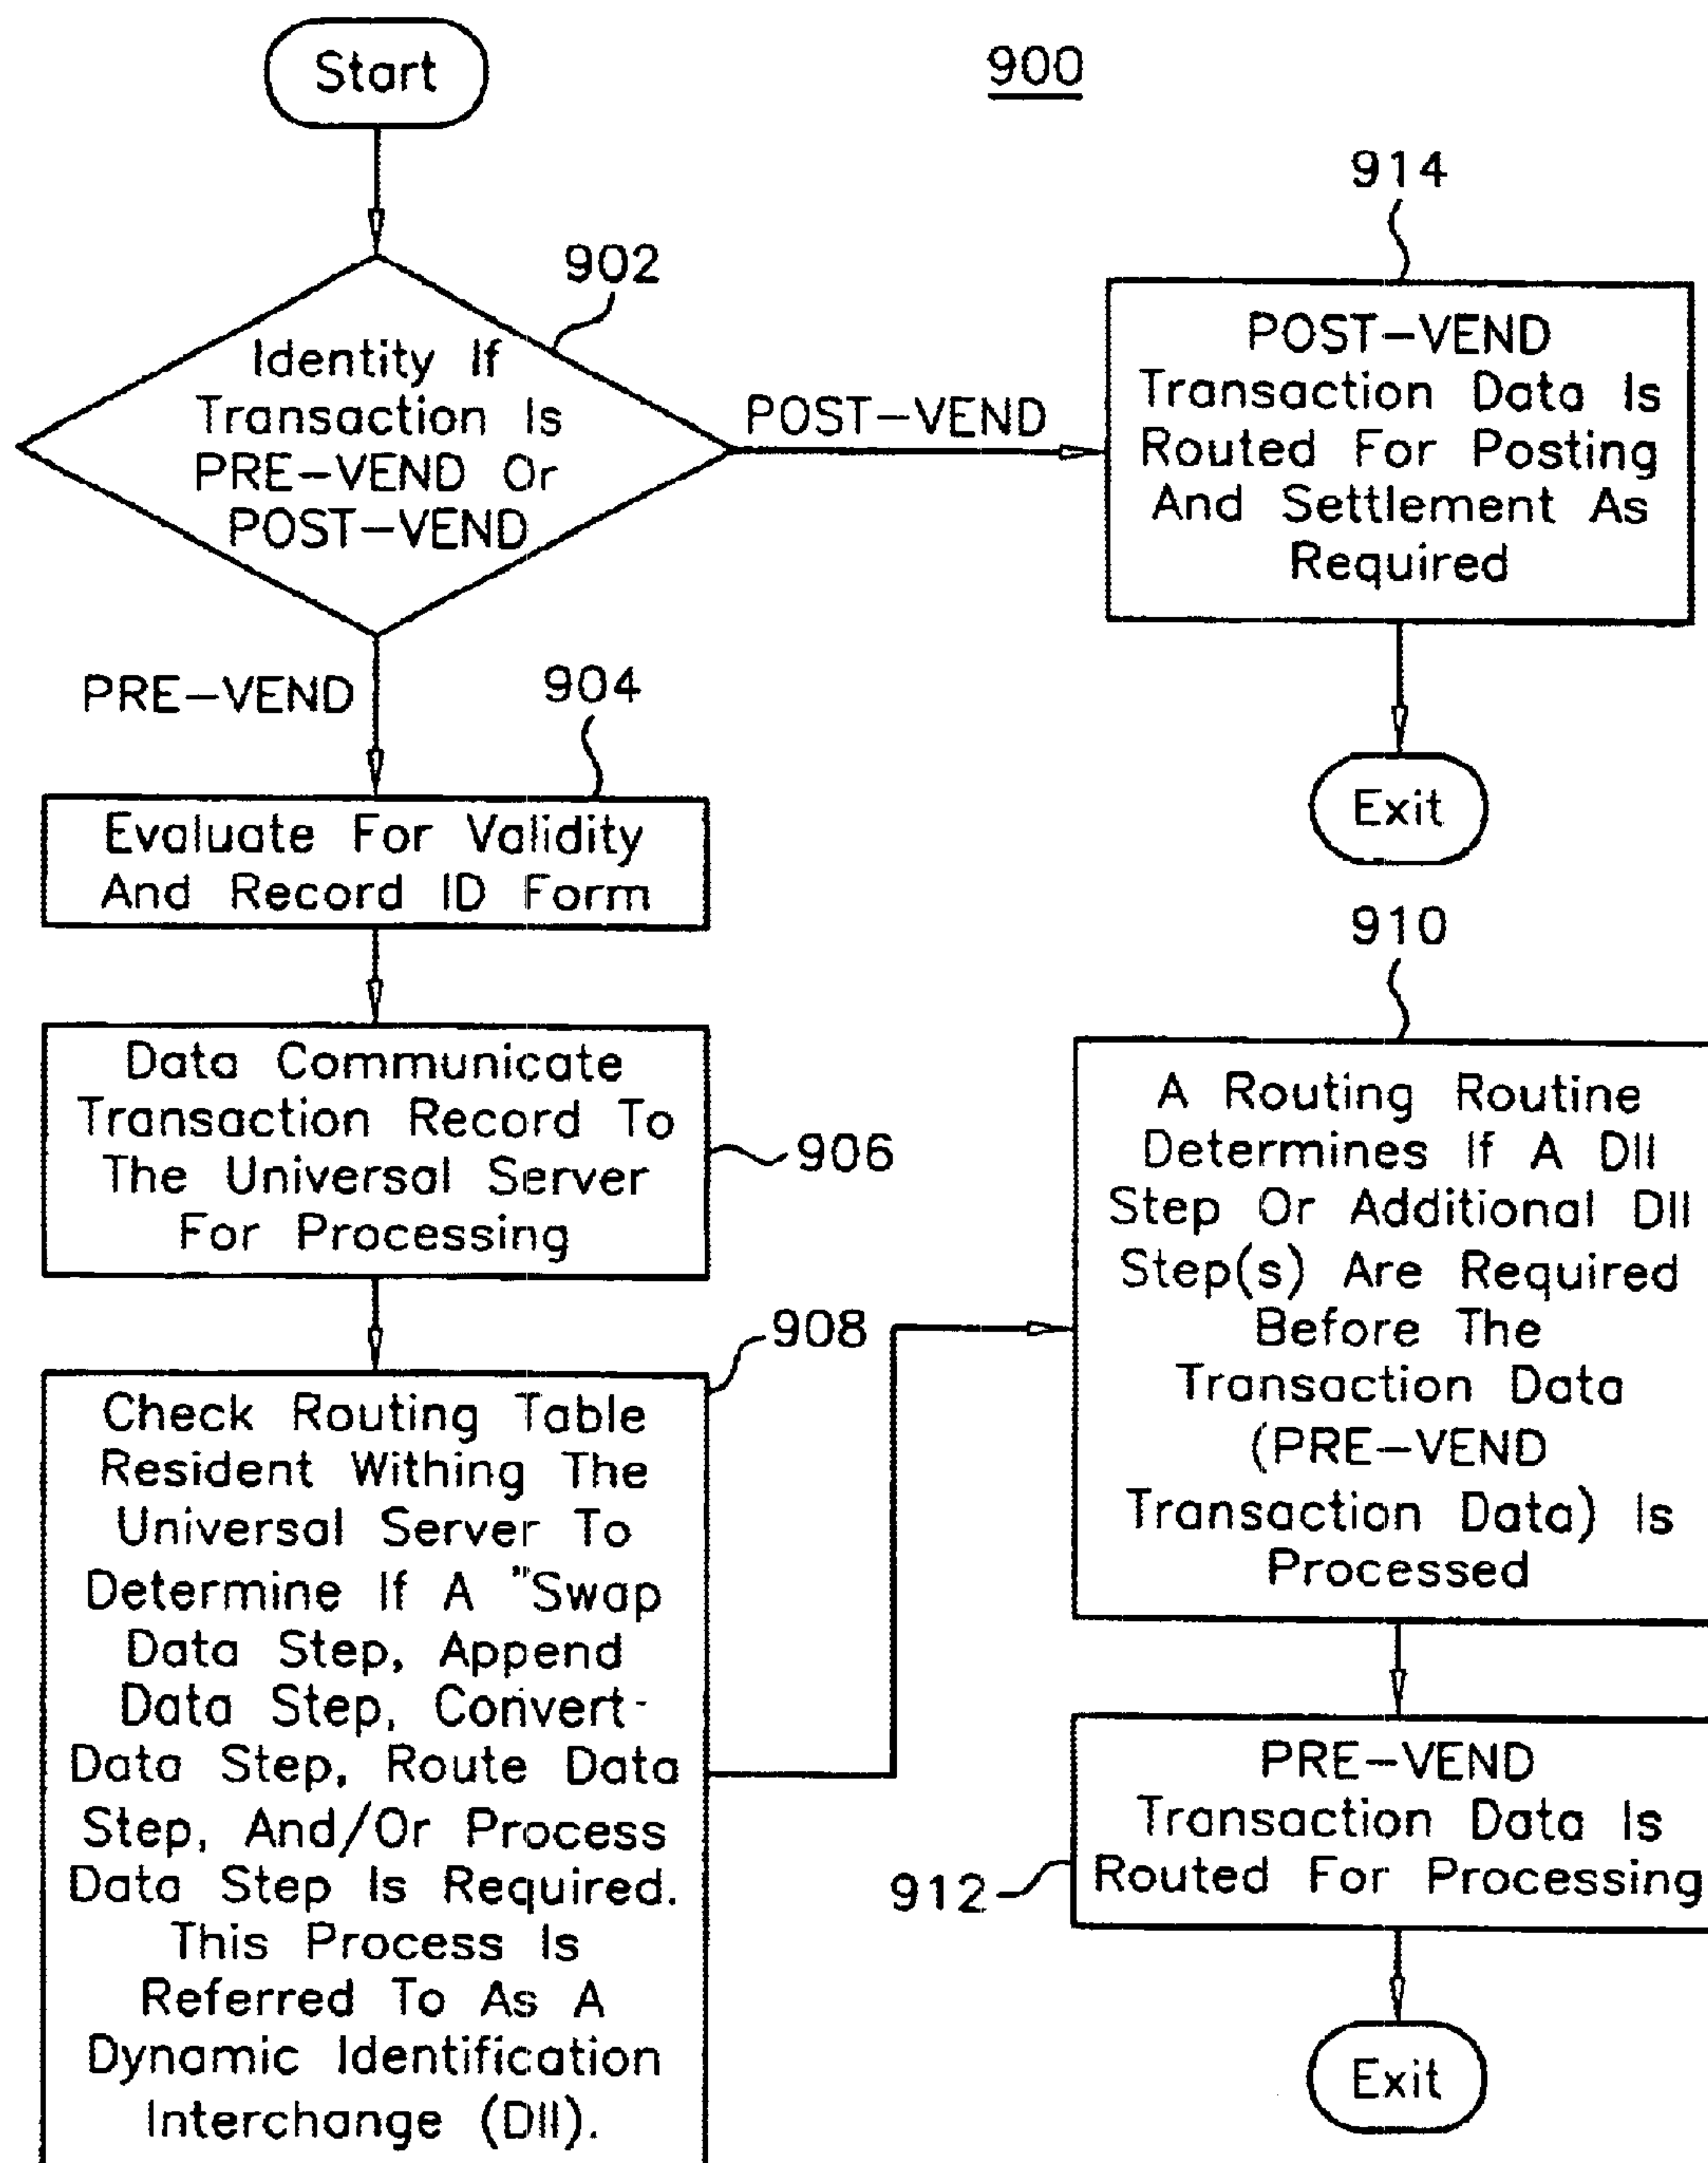 Start
900
902
Identity If
Transaction Is
PRE-VEND Or
POST-VEND
POST-VEND
914
POST-VEND
Transaction Data Is
Routed For Posting
And Settlement As
Required
Exit
PRE-VEND
904
Evaluate For Validity
And Record ID Form
Data Communicate
Transaction Record To
The Universal Server
For Processing
906
908
Check Routing Table
Resident Withing The
Universal Server To
Determine If A "Swap
Data Step, Append
Data Step, Convert-
Data Step, Route Data
Step, And/Or Process
Data Step Is Required.
This Process Is
Referred To As A
Dynamic Identification
Interchange (DII).
910
A Routing Routine
Determines If A DII
Step Or Additional DII
Step(s) Are Required
Before The
Transaction Data
(PRE-VEND
Transaction Data) Is
Processed
912
PRE-VEND
Transaction Data Is
Routed For Processing
Exit